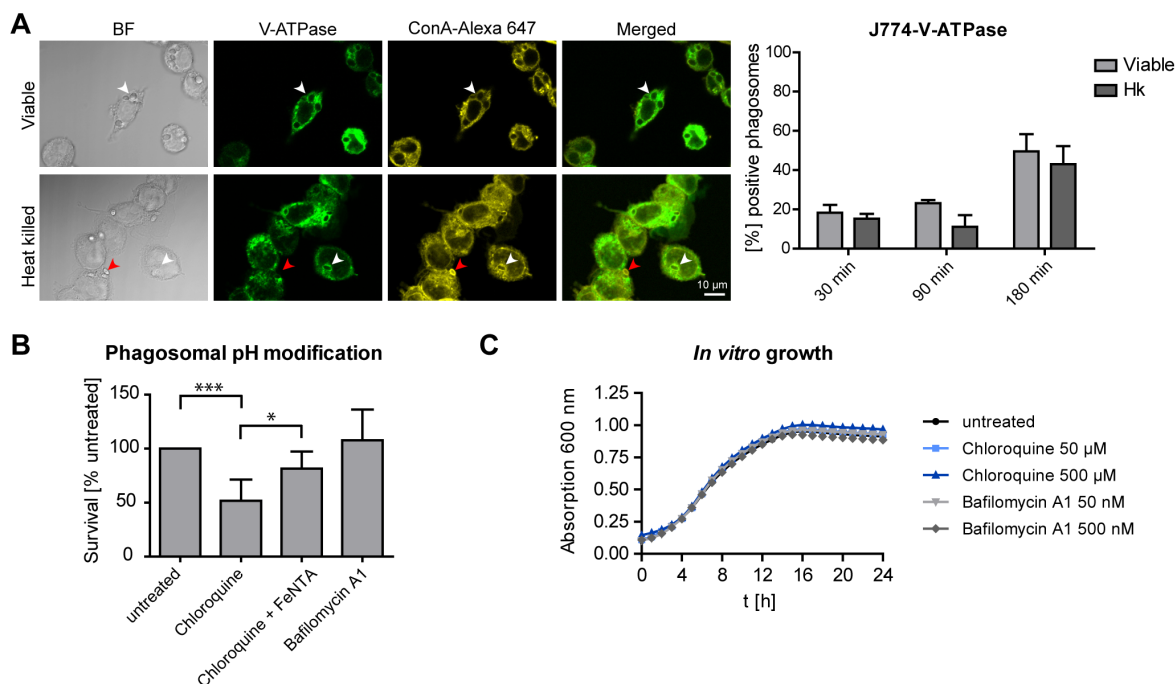 A
BF
V-ATPase
ConA-Alexa 647
Merged
Viable
Heat killed
10 µm
J774-V-ATPase
[%] positive phagosomes
100
80
60
40
20
0
30 min
90 min
180 min
Viable
Hk
B
Phagosomal pH modification
Survival [% untreated]
150
100
50
0
***
*
untreated
Chloroquine
Chloroquine + FeNTA
Bafilomycin A1
C
In vitro growth
Absorption 600 nm
1.25
1.00
0.75
0.50
0.25
0.00
0 4 8 12 16 20 24
t [h]
untreated
Chloroquine 50 µM
Chloroquine 500 µM
Bafilomycin A1 50 nM
Bafilomycin A1 500 nM